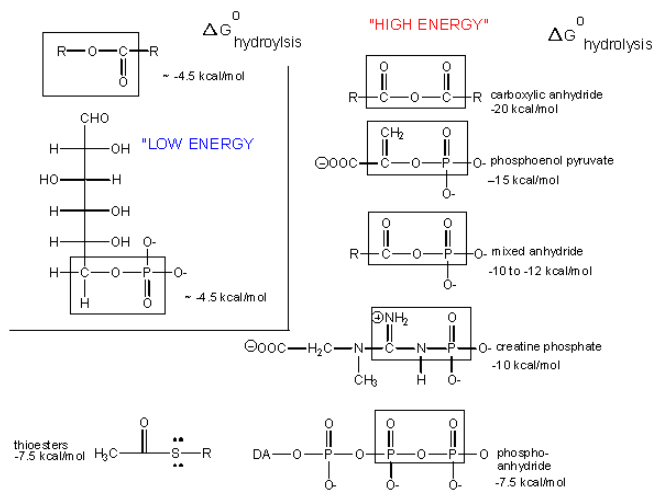 ΔG⁰ hydroylsis
R O C R
O
~ -4.5 kcal/mol
"LOW ENERGY
CHO
H OH
HO H
H OH
H OH
O-
H C O P O-
H O
~ -4.5 kcal/mol
"HIGH ENERGY"
ΔG⁰ hydrolysis
O O
R C O C R
carboxylic anhydride
-20 kcal/mol
CH₂ O
⊖OOC C O P O-
O-
phosphoenol pyruvate
–15 kcal/mol
O O
R C O P O-
O-
mixed anhydride
-10 to -12 kcal/mol
⊕NH₂ O
⊖OOC H₂C N C N P O-
CH₃ H O-
creatine phosphate
-10 kcal/mol
thioesters
-7.5 kcal/mol
O
H₃C S R
O O O
DA O P O P O P O
O- O- O-
phospho-
anhydride
-7.5 kcal/mol